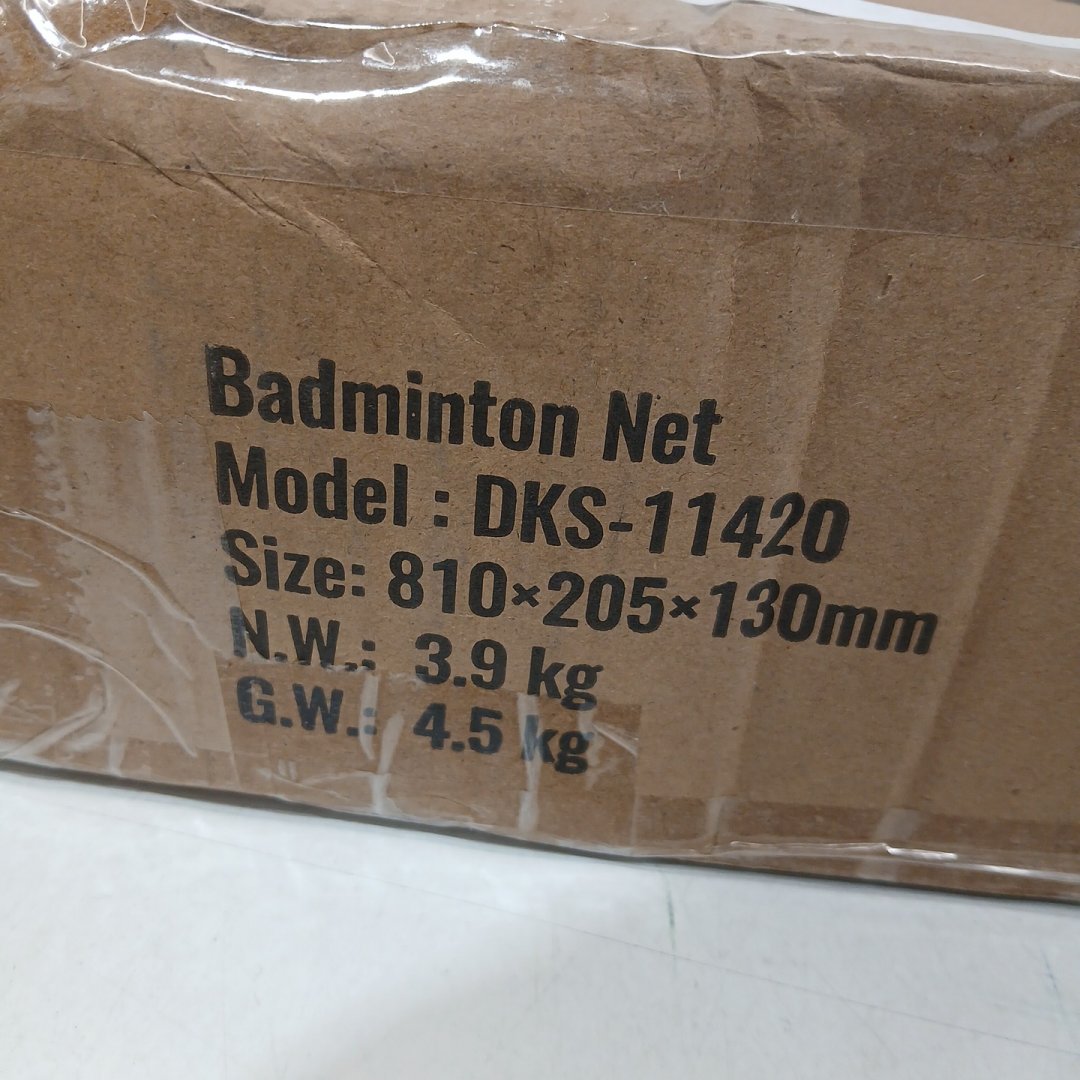 Badminton Net
Model : DKS-11420
Size: 810×205×130mm
N.W.: 3.9 kg
G.W.: 4.5 kg